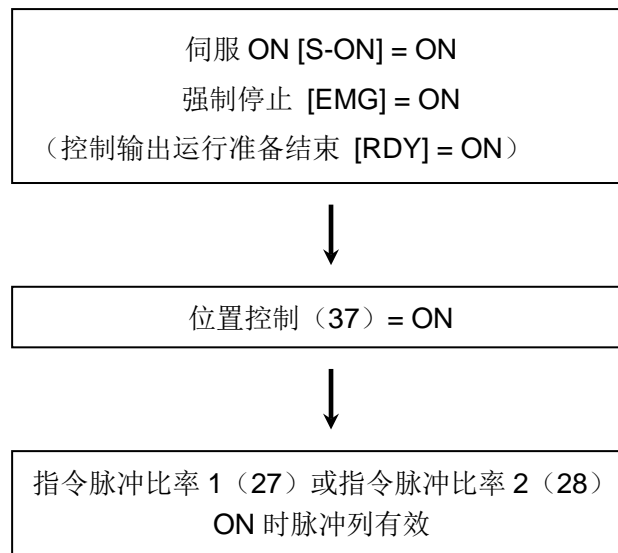 伺服 ON [S-ON] = ON
强制停止 [EMG] = ON
（控制输出运行准备结束 [RDY] = ON）
位置控制（37）= ON
指令脉冲比率 1（27）或指令脉冲比率 2（28）
ON 时脉冲列有效